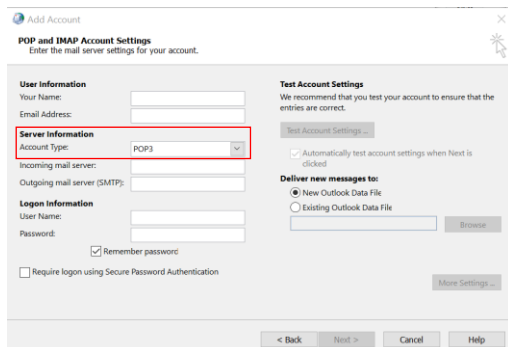 Add Account
POP and IMAP Account Settings
Enter the mail server settings for your account.
User Information
Your Name:
Email Address:
Server Information
Account Type:
POP3
Incoming mail server:
Outgoing mail server (SMTP):
Logon Information
User Name:
Password:
Remember password
Require logon using Secure Password Authentication
Test Account Settings
We recommend that you test your account to ensure that the
entries are correct.
Test Account Settings ...
Automatically test account settings when Next is
clicked
Deliver new messages to:
New Outlook Data File
Existing Outlook Data File
Browse
More Settings ...
< Back
Next >
Cancel
Help